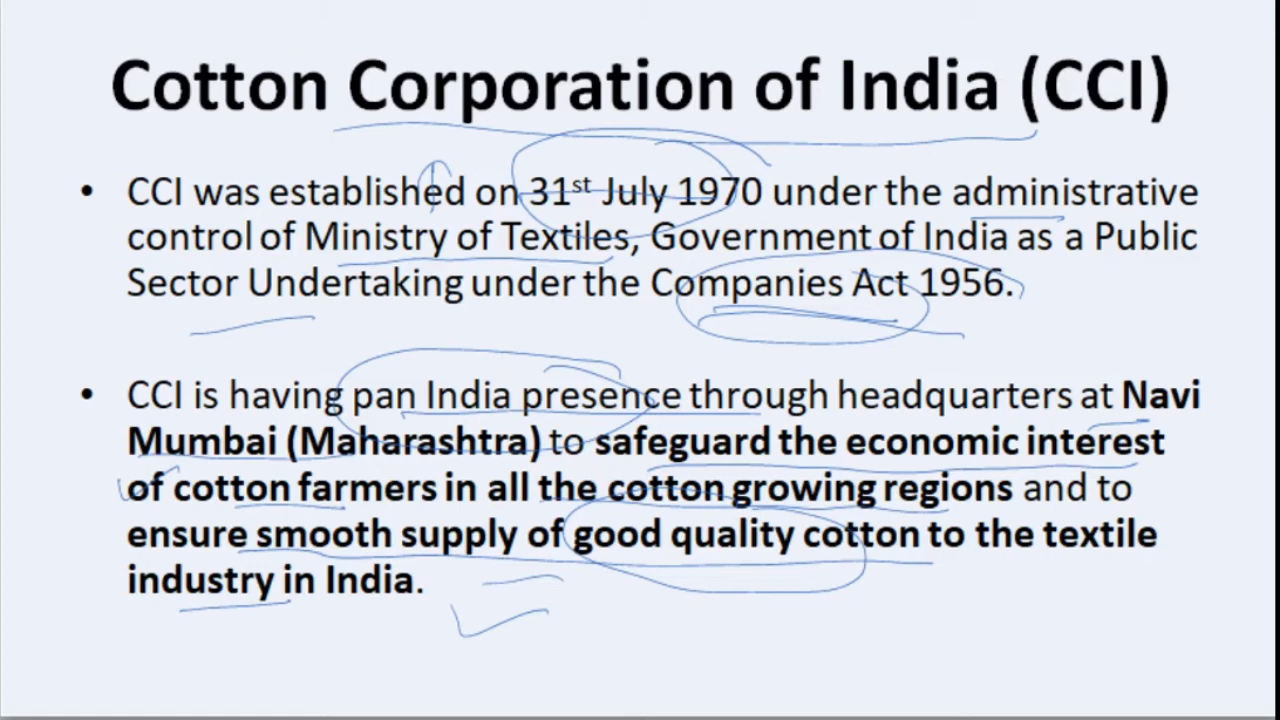 Cotton Corporation of India (CCI)
• CCI was established on 31st July 1970 under the administrative
control of Ministry of Textiles, Government of India as a Public
Sector Undertaking under the Companies Act 1956.
• CCI is having pan India presence through headquarters at Navi
Mumbai (Maharashtra) to safeguard the economic interest
of cotton farmers in all the cotton growing regions and to
ensure smooth supply of good quality cotton to the textile
industry in India.